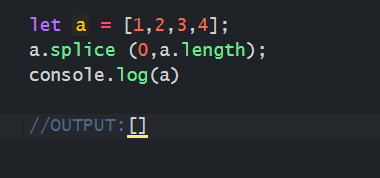 let a = [1,2,3,4];
a.splice (0,a.length);
console.log(a)
//OUTPUT:[]